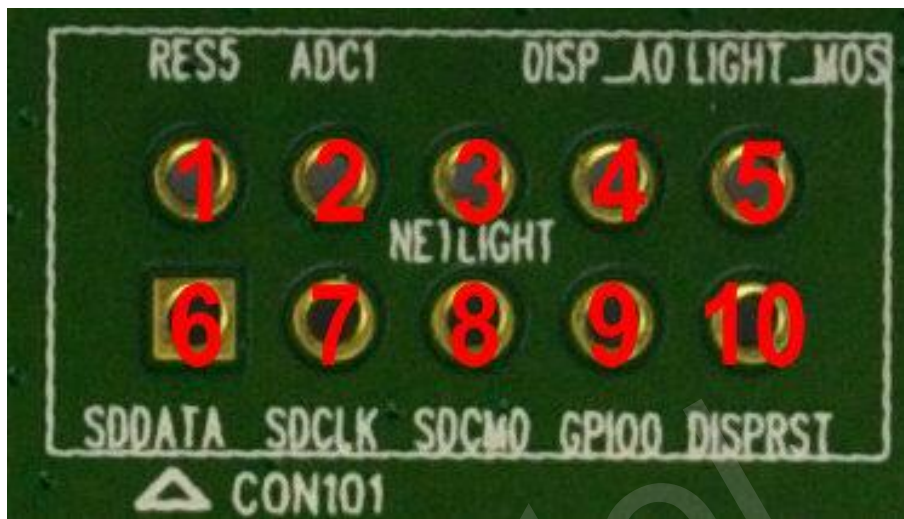 RES5 ADC1 DISP_A0 LIGHT_MOS
1 2 3 4 5
NETLIGHT
6 7 8 9 10
SDDATA SDCLK SDCMD GPIO0 DISPRST
CON101